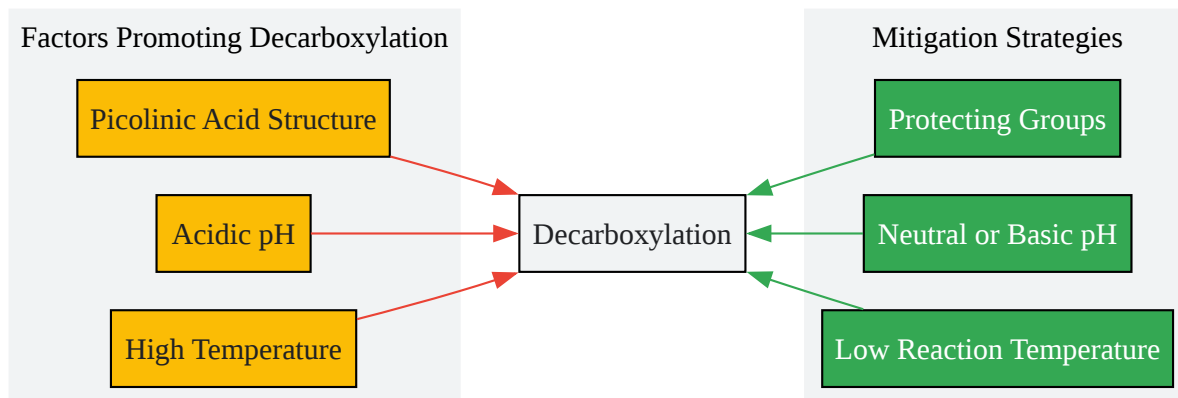 Factors Promoting Decarboxylation
Picolinic Acid Structure
Acidic pH
High Temperature
Decarboxylation
Mitigation Strategies
Protecting Groups
Neutral or Basic pH
Low Reaction Temperature